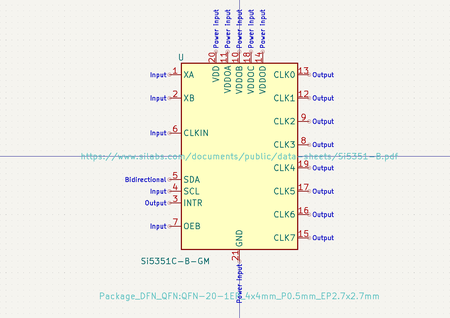 Power Input Power Input Power Input Power Input Power Input
20 11 10 18 14
U
VDD VDDOA VDDOB VDDOC VDDOD
Input 1 XA CLK0 13 Output
Input 2 XB CLK1 12 Output
CLK2 9 Output
Input 6 CLKIN
CLK3 8 Output
https://www.silabs.com/documents/public/data-sheets/Si5351-B.pdf
CLK4 19 Output
Bidirectional 5 SDA
Input 4 SCL CLK5 17 Output
Output 3 INTR
CLK6 16 Output
Input 7 OEB
CLK7 15 Output
GND
21
Si5351C-B-GM
Power Input
Package_DFN_QFN:QFN-20-1EP_4x4mm_P0.5mm_EP2.7x2.7mm